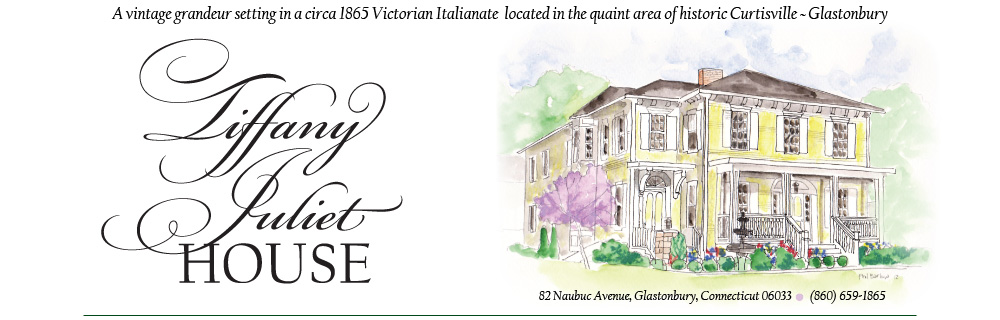 A vintage grandeur setting in a circa 1865 Victorian Italianate located in the quaint area of historic Curtisville ~ Glastonbury
Tiffany
Juliet
HOUSE
82 Naubuc Avenue, Glastonbury, Connecticut 06033 • (860) 659-1865